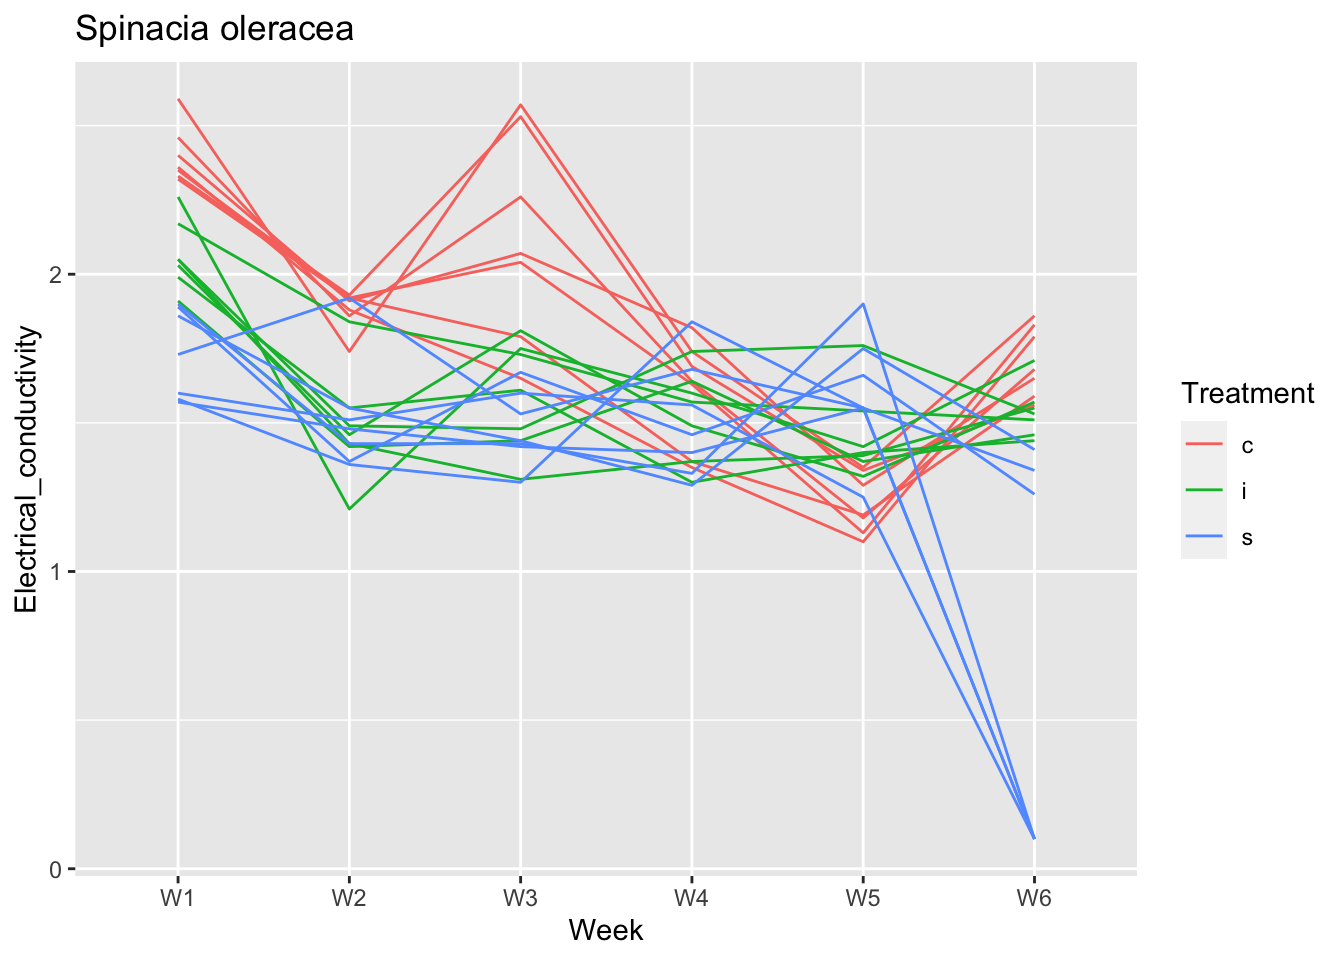 Spinacia oleracea
Electrical_conductivity
2
1
0
W1 W2 W3 W4 W5 W6
Week
Treatment
c
i
s